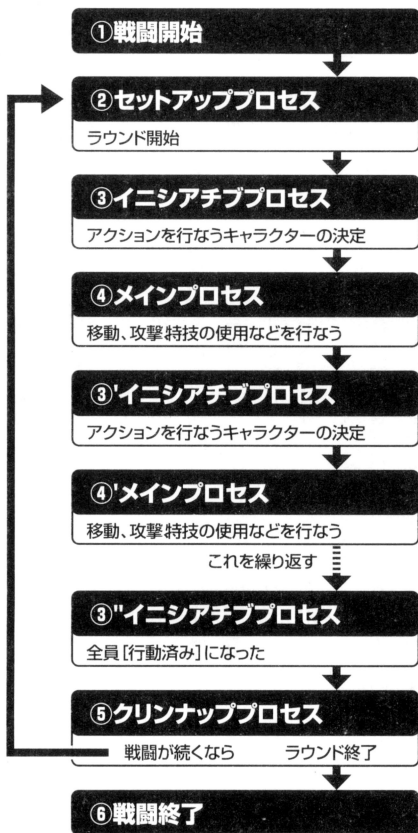 ①戦闘開始
②セットアッププロセス
ラウンド開始
③イニシアチブプロセス
アクションを行なうキャラクターの決定
④メインプロセス
移動、攻撃特技の使用などを行なう
③'イニシアチブプロセス
アクションを行なうキャラクターの決定
④'メインプロセス
移動、攻撃特技の使用などを行なう
これを繰り返す
③"イニシアチブプロセス
全員[行動済み]になった
⑤クリンナッププロセス
戦闘が続くなら ラウンド終了
⑥戦闘終了